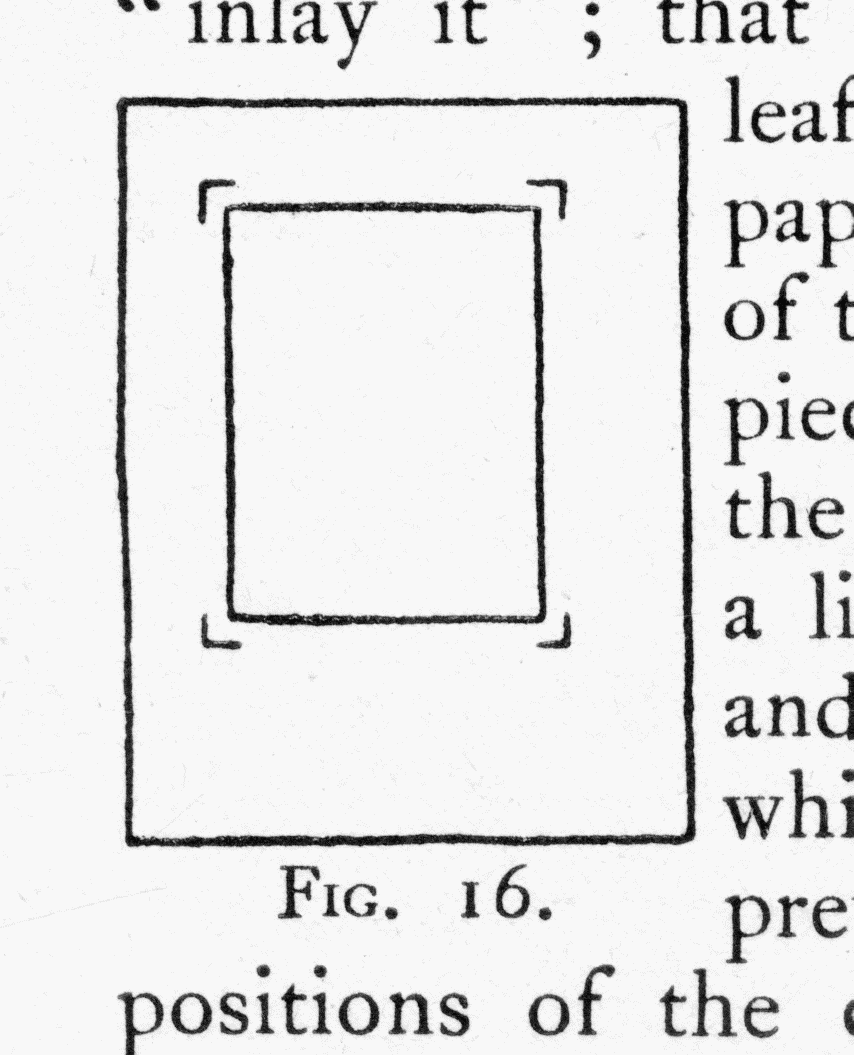 “ inlay it ; that
leaf
pap
of t
piec
the
a li
and
whi
FIG. 16.
pre
positions of the